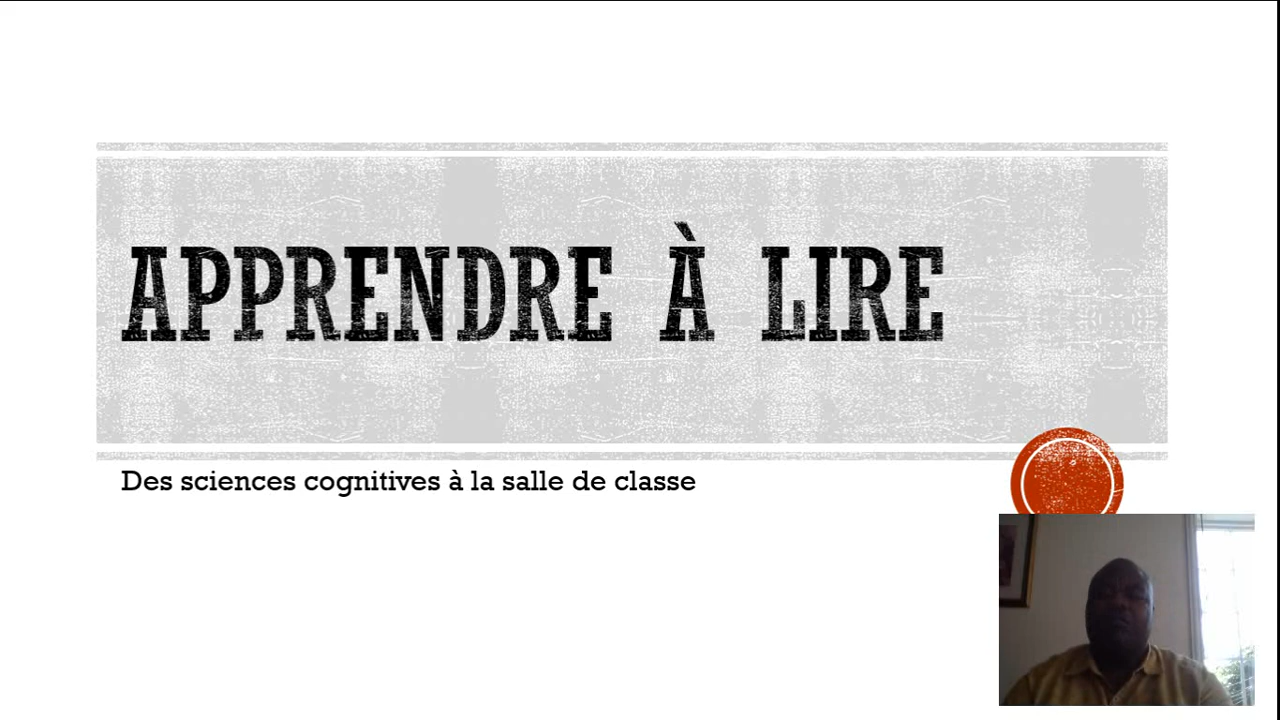 APPRENDRE À LIRE
Des sciences cognitives à la salle de classe